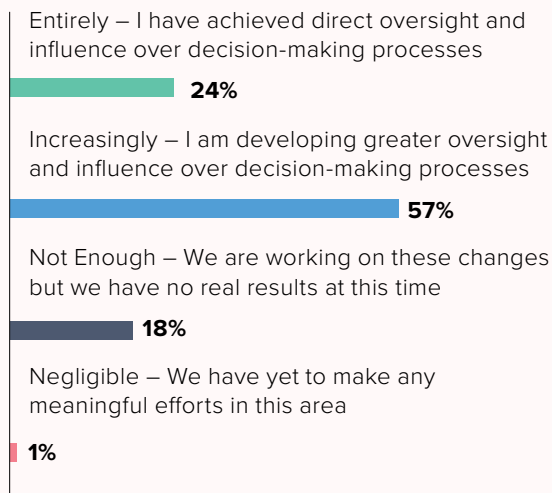 Entirely – I have achieved direct oversight and
influence over decision-making processes
24%
Increasingly – I am developing greater oversight
and influence over decision-making processes
57%
Not Enough – We are working on these changes
but we have no real results at this time
18%
Negligible – We have yet to make any
meaningful efforts in this area
1%